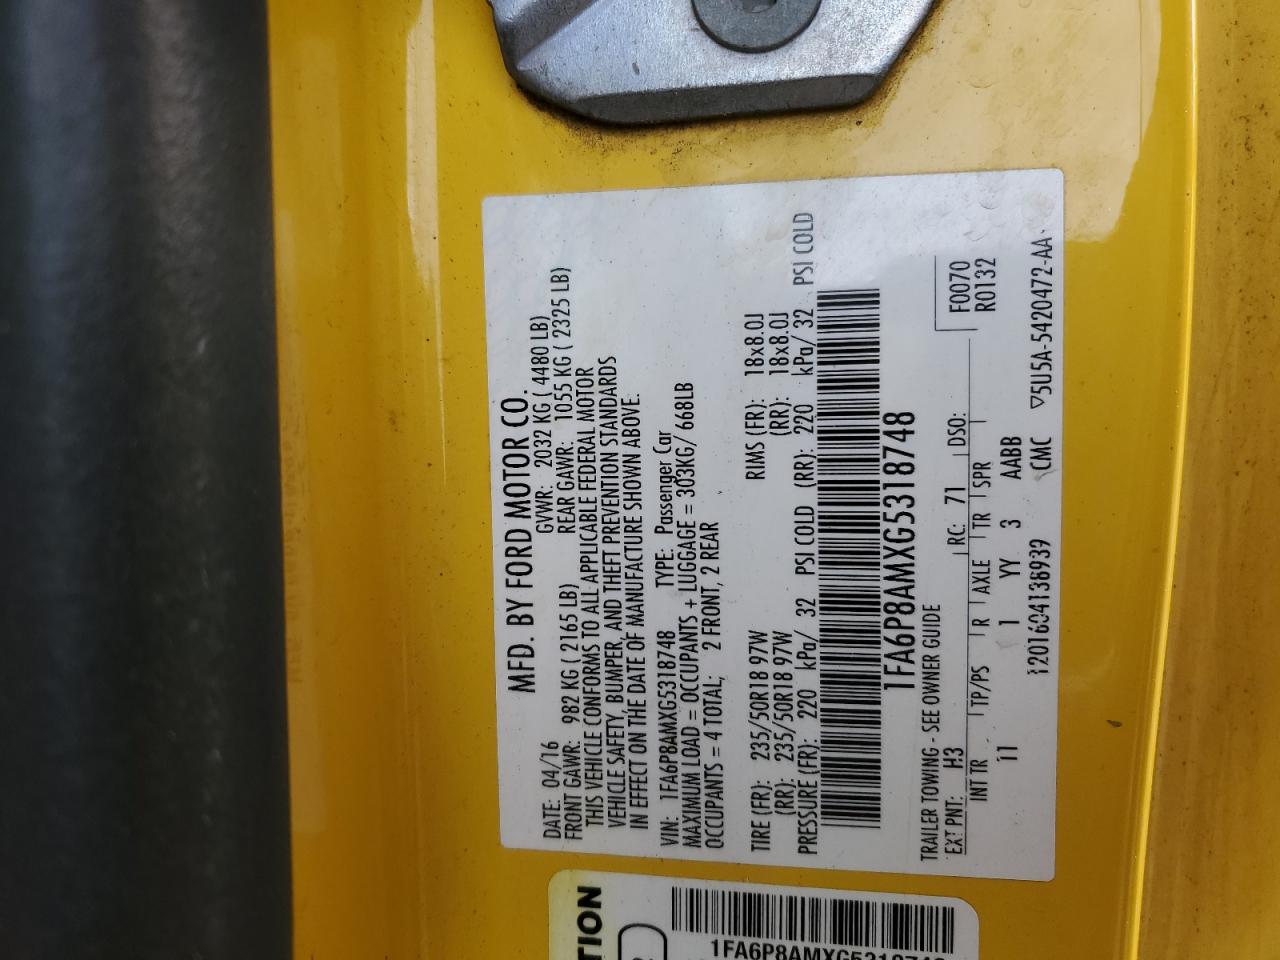 MFD. BY FORD MOTOR CO.
DATE: 04/16 GVWR: 2032 KG ( 4480 LB)
FRONT GAWR: 982 KG ( 2165 LB) REAR GAWR: 1055 KG ( 2325 LB)
THIS VEHICLE CONFORMS TO ALL APPLICABLE FEDERAL MOTOR
VEHICLE SAFETY, BUMPER, AND THEFT PREVENTION STANDARDS
IN EFFECT ON THE DATE OF MANUFACTURE SHOWN ABOVE.
VIN: 1FA6P8AMXG5318748 TYPE: Passenger Car
MAXIMUM LOAD = OCCUPANTS + LUGGAGE = 303KG/ 668LB
OCCUPANTS = 4 TOTAL; 2 FRONT, 2 REAR
TIRE (FR): 235/50R18 97W RIMS (FR): 18x8.0J
(RR): 235/50R18 97W (RR): 18x8.0J
PRESSURE (FR): 220 kPa/ 32 PSI COLD (RR): 220 kPa/ 32 PSI COLD
1FA6P8AMXG5318748
TRAILER TOWING - SEE OWNER GUIDE
F0070
EXT PNT: H3 RC: 71 DSO: R0132
INT TR TP/PS R AXLE TR SPR
11 1 YY 3 AABB
120160413893​9 CMC ▽5U5A-5420472-AA
TION
1FA6P8AMXG5318748